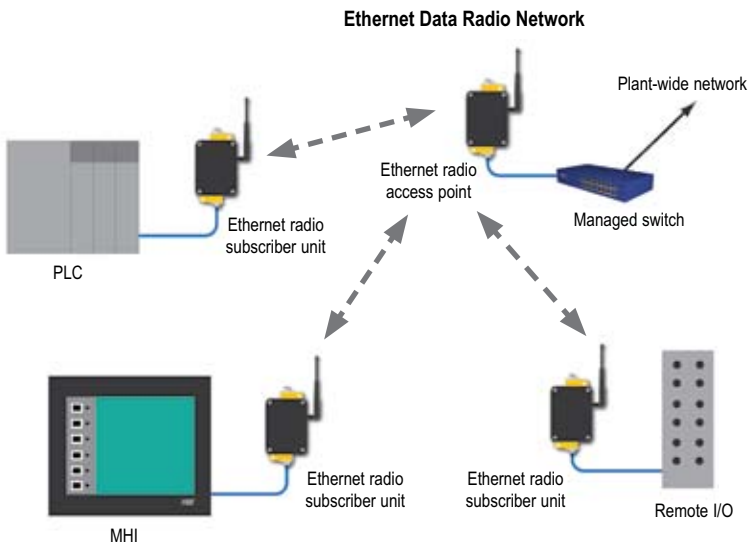 Ethernet Data Radio Network
Plant-wide network
Ethernet radio
access point
Managed switch
Ethernet radio
subscriber unit
PLC
Ethernet radio
subscriber unit
MHI
Ethernet radio
subscriber unit
Remote I/O